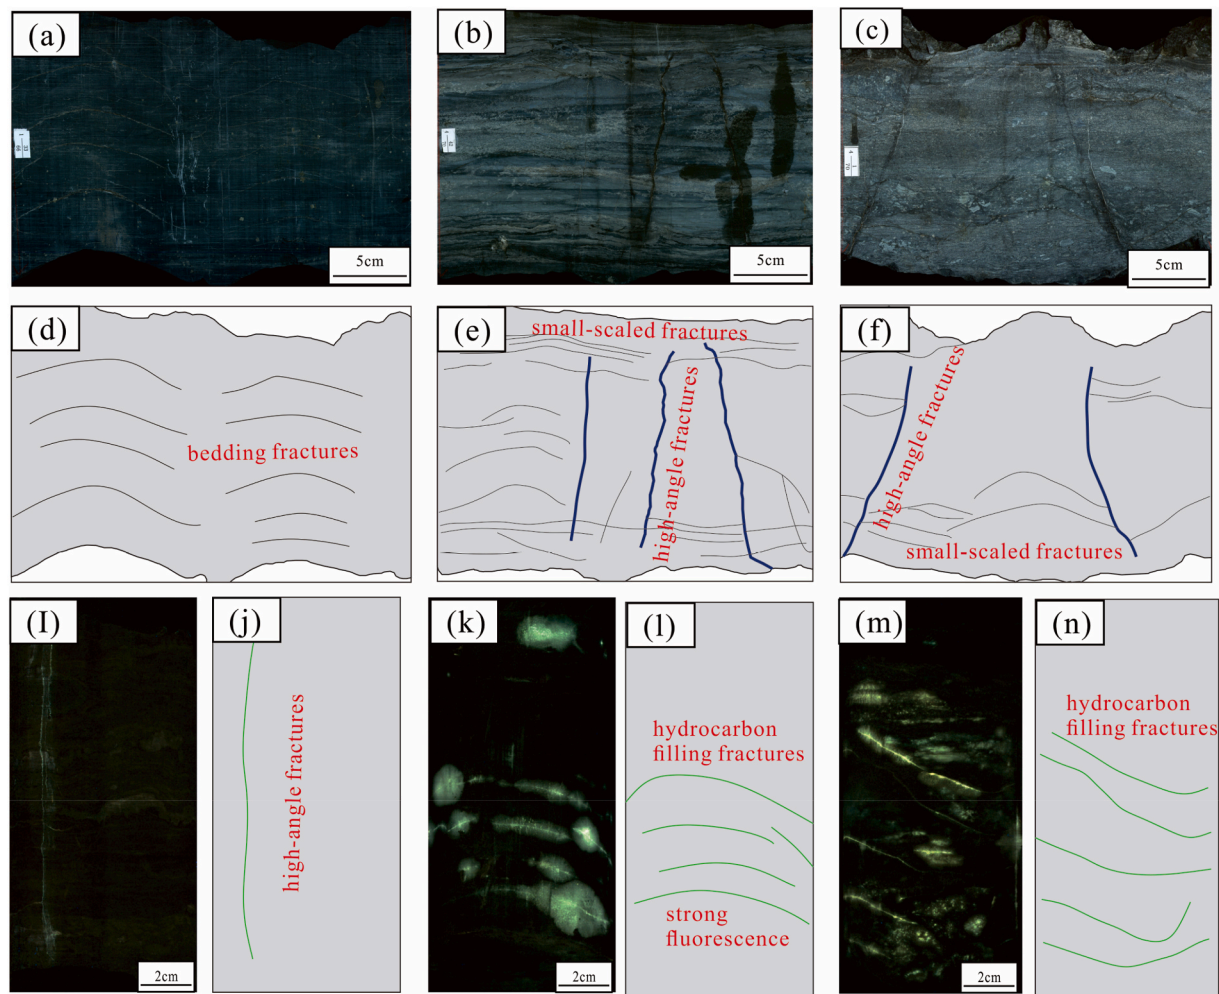 (a)
(b)
(c)
5cm
5cm
5cm
(d)
(e)
(f)
small-scaled fractures
bedding fractures
high-angle fractures
high-angle fractures
small-scaled fractures
(I)
(j)
(k)
(l)
(m)
(n)
high-angle fractures
hydrocarbon
filling fractures
strong
fluorescence
hydrocarbon
filling fractures
2cm
2cm
2cm